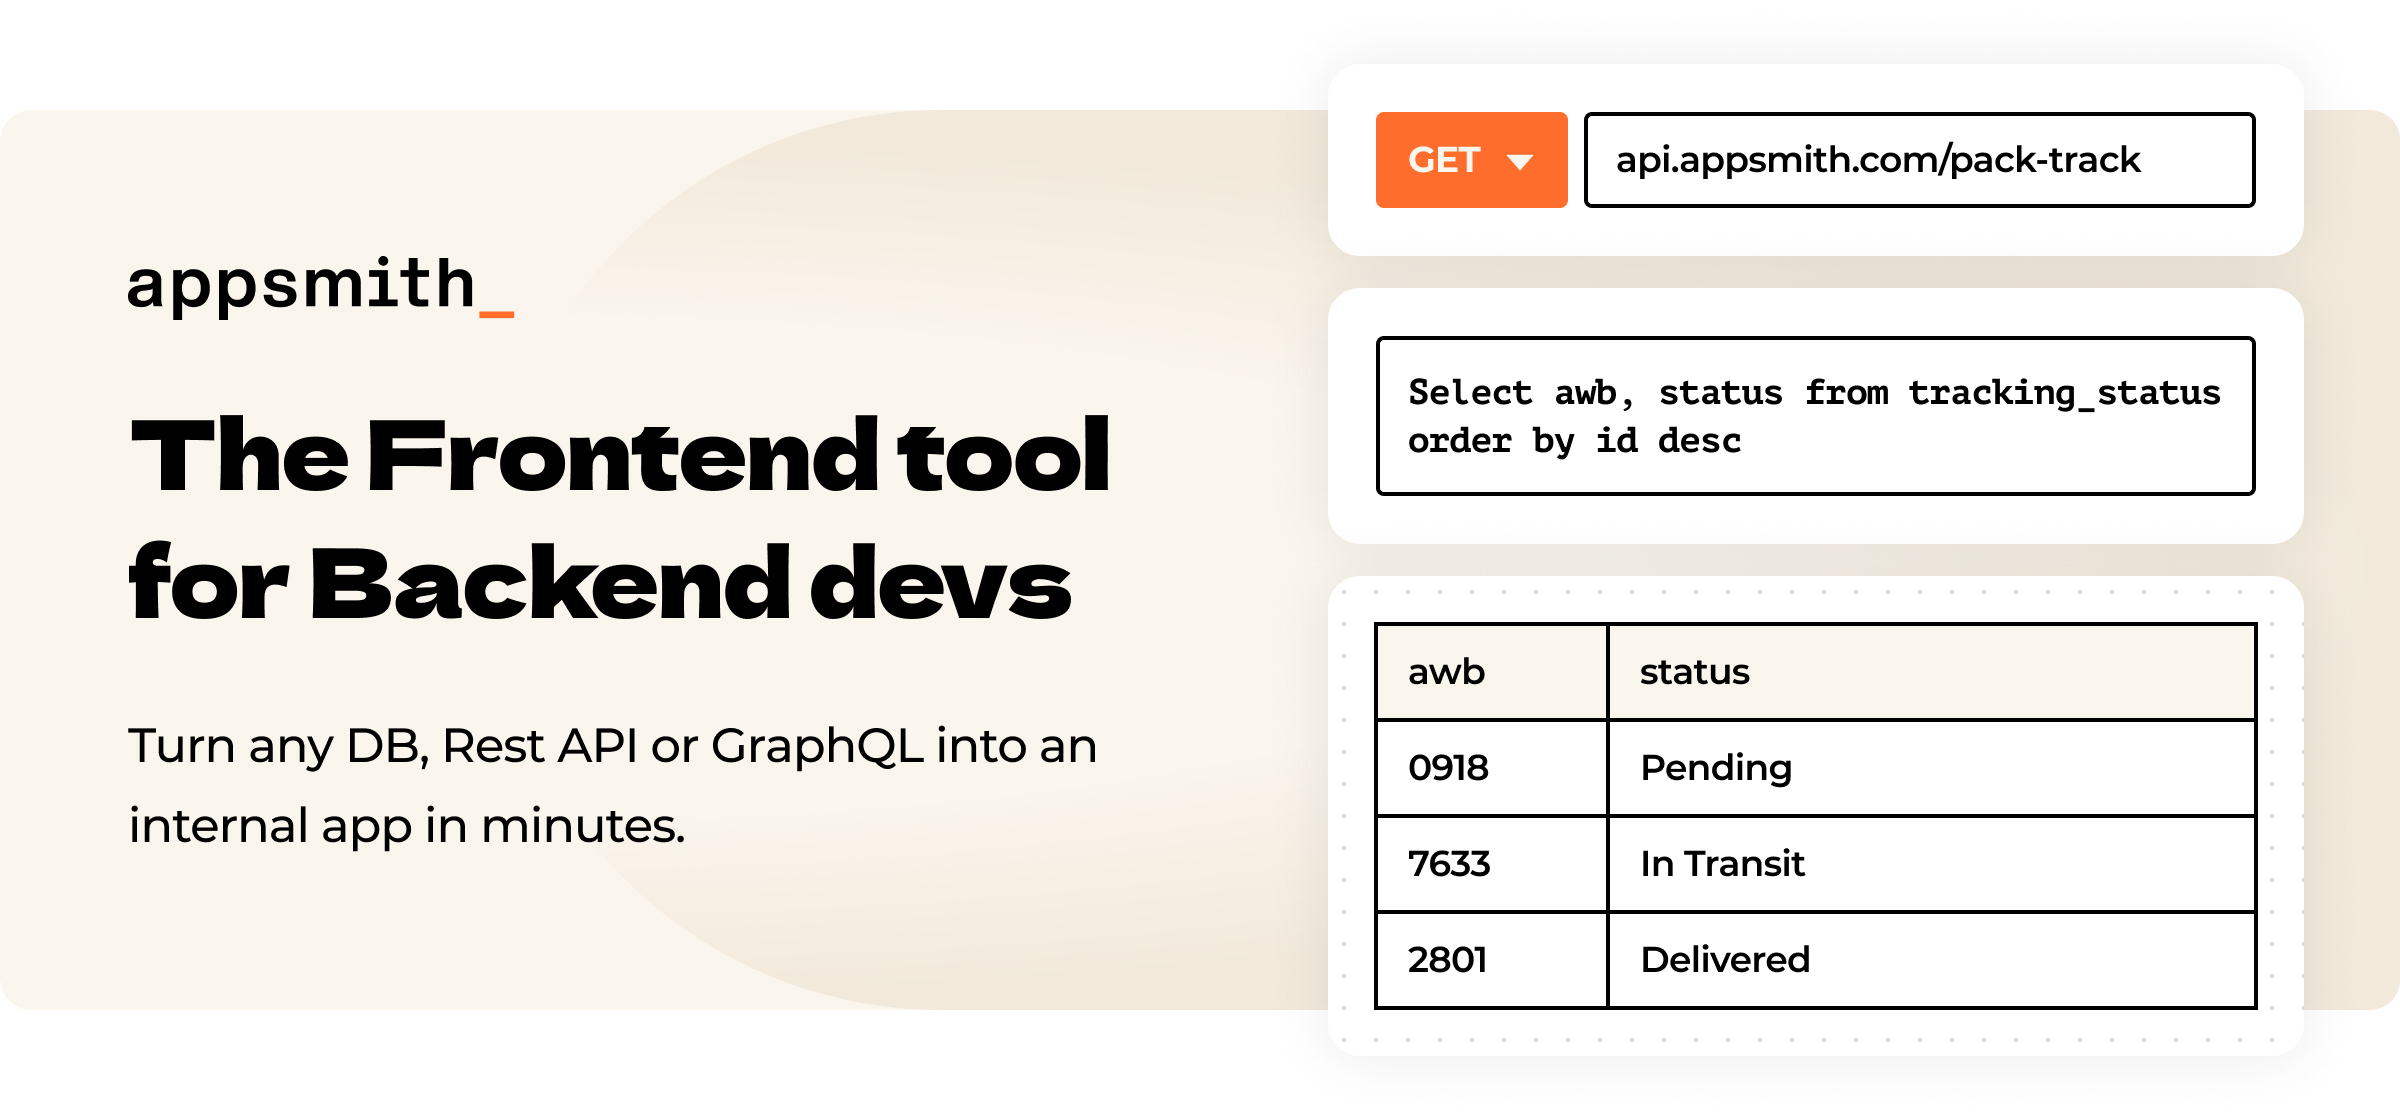 appsmith_
The Frontend tool
for Backend devs
Turn any DB, Rest API or GraphQL into an
internal app in minutes.
GET api.appsmith.com/pack-track
Select awb, status from tracking_status
order by id desc
awb status
0918 Pending
7633 In Transit
2801 Delivered